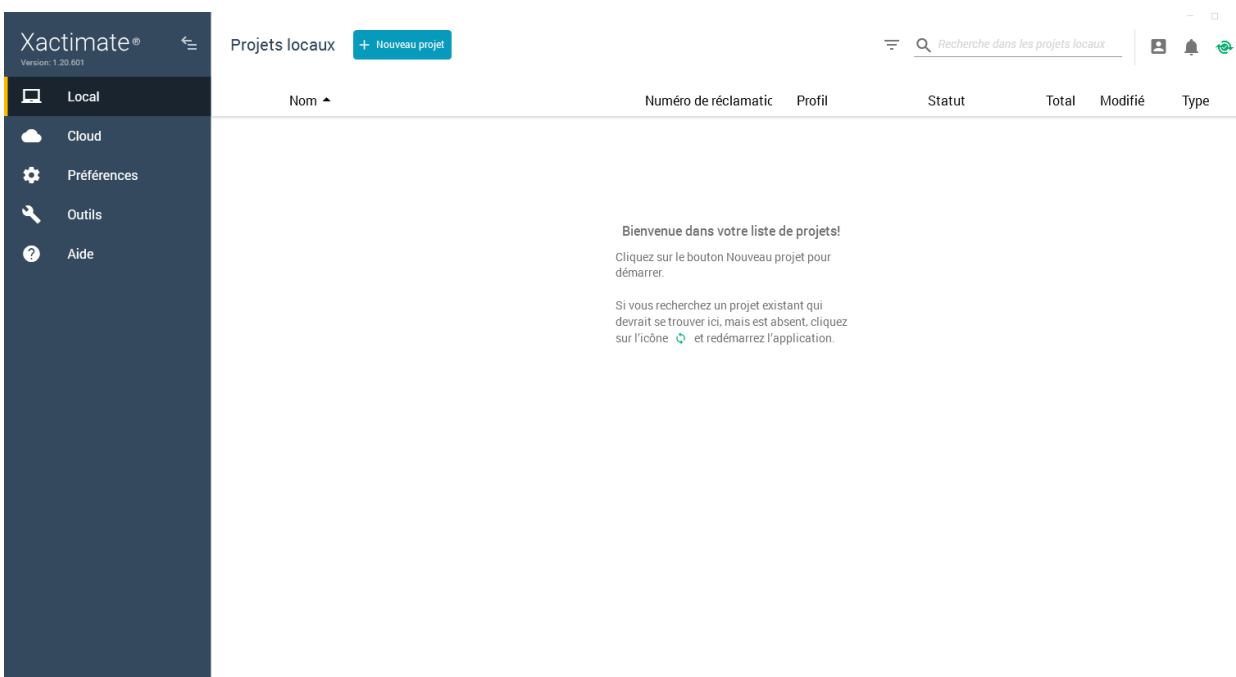 Xactimate®
Version: 1.20.601
Local
Cloud
Préférences
Outils
Aide
Projets locaux
+ Nouveau projet
Recherche dans les projets locaux
Nom Numéro de réclamatic Profil Statut Total Modifié Type
Bienvenue dans votre liste de projets!
Cliquez sur le bouton Nouveau projet pour
démarrer.
Si vous recherchez un projet existant qui
devrait se trouver ici, mais est absent, cliquez
sur l'icône et redémarrez l'application.